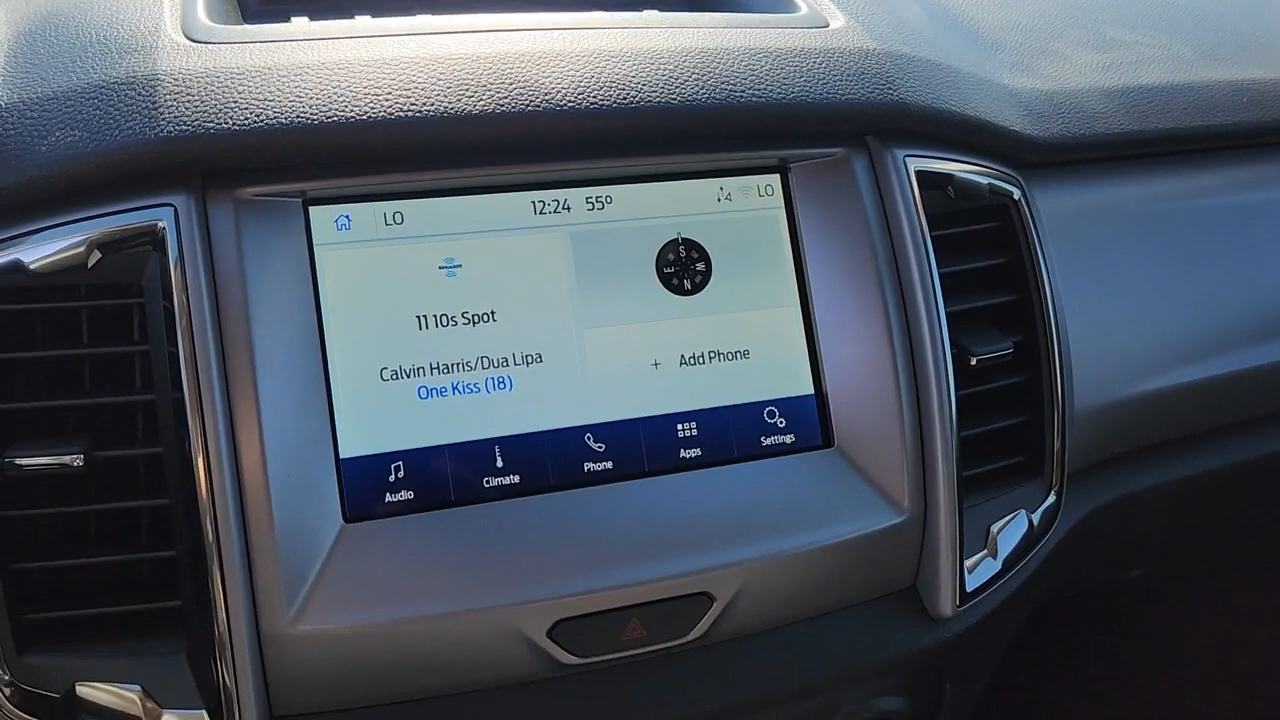 LO
12:24 55°
LO
SiriusXM
11 10s Spot
Calvin Harris/Dua Lipa
One Kiss (18)
S
E W
N
+ Add Phone
Audio
Climate
Phone
Apps
Settings